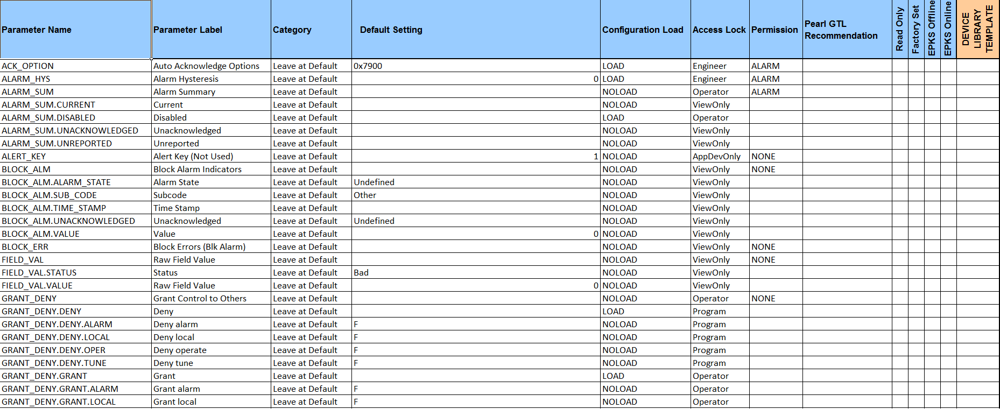 Parameter Name Parameter Label Category Default Setting Configuration Load Access Lock Permission Pearl GTL Recommendation Read Only Factory Set EPKS Offline EPKS Online DEVICE LIBRARY TEMPLATE
ACK_OPTION Auto Acknowledge Options Leave at Default 0x7900 LOAD Engineer ALARM
ALARM_HYS Alarm Hysteresis Leave at Default 0 LOAD Engineer ALARM
ALARM_SUM Alarm Summary Leave at Default NOLOAD Operator ALARM
ALARM_SUM.CURRENT Current Leave at Default NOLOAD ViewOnly
ALARM_SUM.DISABLED Disabled Leave at Default LOAD Operator
ALARM_SUM.UNACKNOWLEDGED Unacknowledged Leave at Default NOLOAD ViewOnly
ALARM_SUM.UNREPORTED Unreported Leave at Default NOLOAD ViewOnly
ALERT_KEY Alert Key (Not Used) Leave at Default 1 NOLOAD AppDevOnly NONE
BLOCK_ALM Block Alarm Indicators Leave at Default NOLOAD ViewOnly NONE
BLOCK_ALM.ALARM_STATE Alarm State Leave at Default Undefined NOLOAD ViewOnly
BLOCK_ALM.SUB_CODE Subcode Leave at Default Other NOLOAD ViewOnly
BLOCK_ALM.TIME_STAMP Time Stamp Leave at Default NOLOAD ViewOnly
BLOCK_ALM.UNACKNOWLEDGED Unacknowledged Leave at Default Undefined NOLOAD ViewOnly
BLOCK_ALM.VALUE Value Leave at Default 0 NOLOAD ViewOnly
BLOCK_ERR Block Errors (Blk Alarm) Leave at Default NOLOAD ViewOnly NONE
FIELD_VAL Raw Field Value Leave at Default NOLOAD ViewOnly NONE
FIELD_VAL.STATUS Status Leave at Default Bad NOLOAD ViewOnly
FIELD_VAL.VALUE Raw Field Value Leave at Default 0 NOLOAD ViewOnly
GRANT_DENY Grant Control to Others Leave at Default NOLOAD Operator NONE
GRANT_DENY.DENY Deny Leave at Default LOAD Program
GRANT_DENY.DENY.ALARM Deny alarm Leave at Default F NOLOAD Program
GRANT_DENY.DENY.LOCAL Deny local Leave at Default F NOLOAD Program
GRANT_DENY.DENY.OPER Deny operate Leave at Default F NOLOAD Program
GRANT_DENY.DENY.TUNE Deny tune Leave at Default F NOLOAD Program
GRANT_DENY.GRANT Grant Leave at Default LOAD Operator
GRANT_DENY.GRANT.ALARM Grant alarm Leave at Default F NOLOAD Operator
GRANT_DENY.GRANT.LOCAL Grant local Leave at Default F NOLOAD Operator